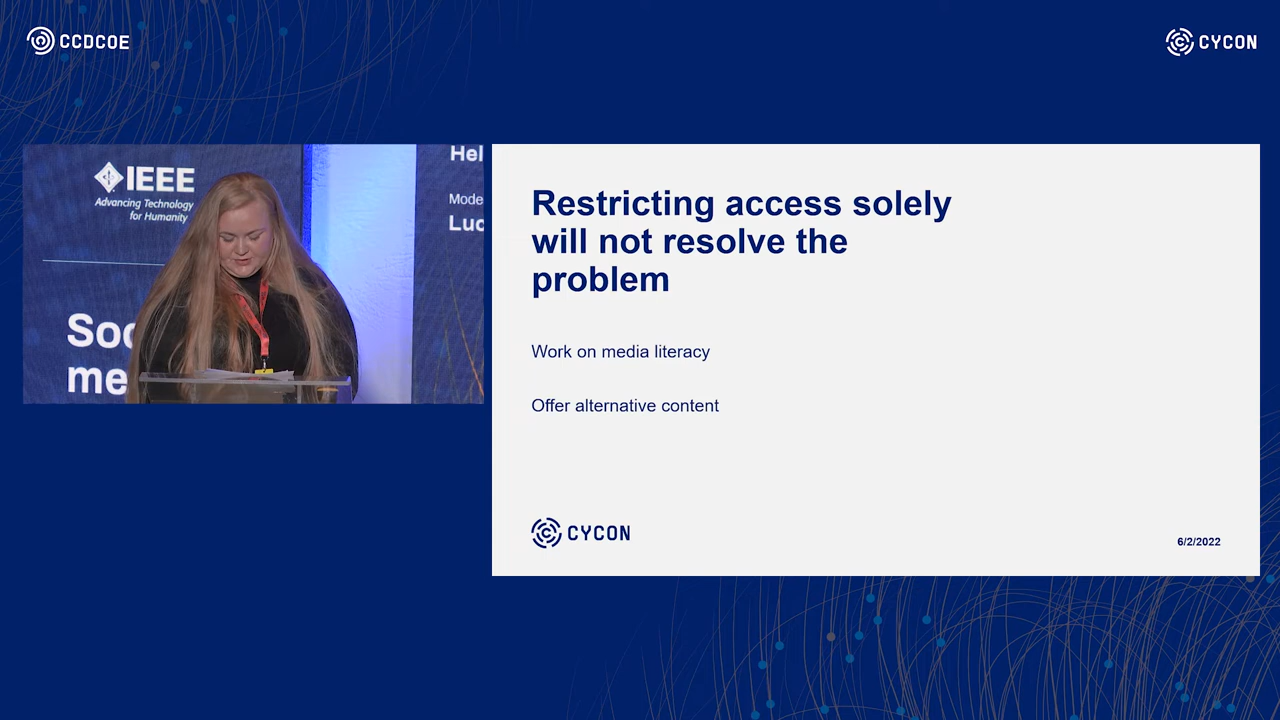 CCDCOE
CYCON
IEEE
Advancing Technology
for Humanity
Restricting access solely
will not resolve the
problem
Work on media literacy
Offer alternative content
CYCON
6/2/2022